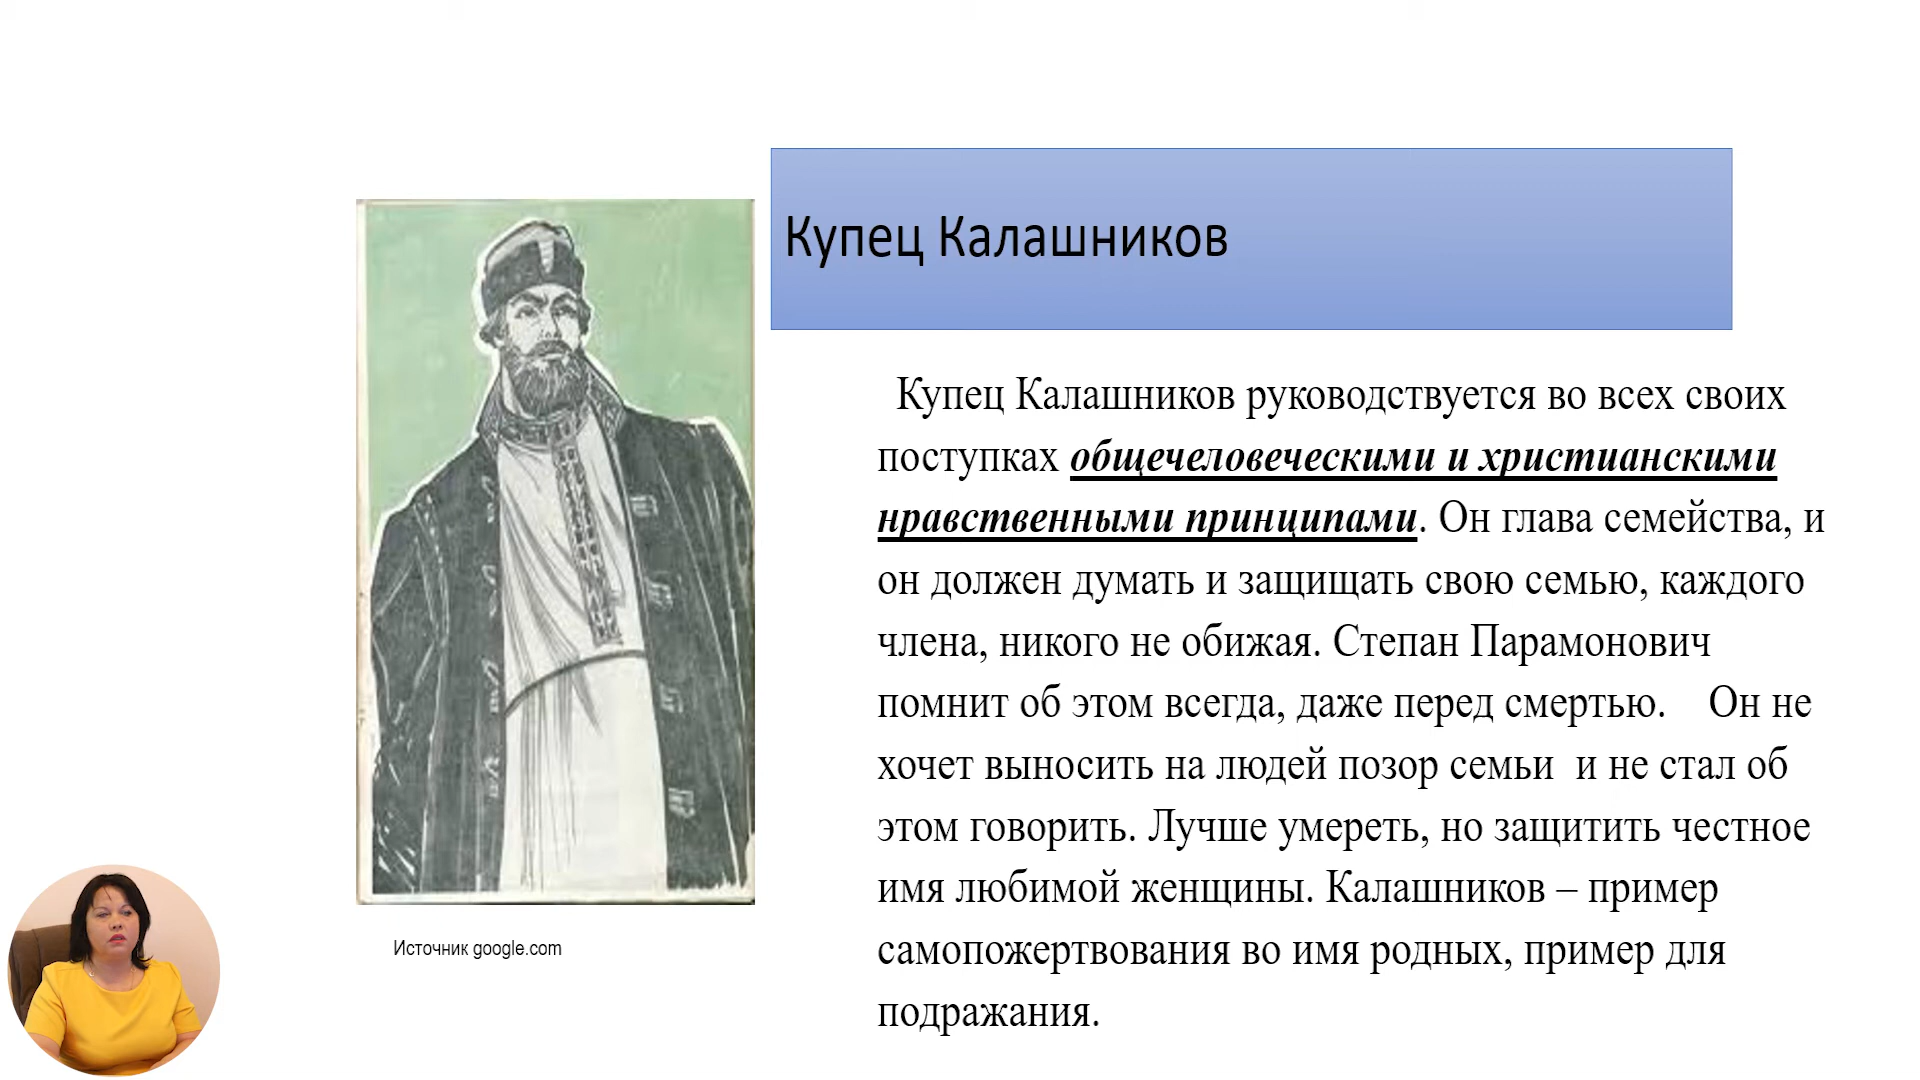 Купец Калашников
Купец Калашников руководствуется во всех своих
поступках общечеловеческими и христианскими
нравственными принципами. Он глава семейства, и
он должен думать и защищать свою семью, каждого
члена, никого не обижая. Степан Парамонович
помнит об этом всегда, даже перед смертью. Он не
хочет выносить на людей позор семьи и не стал об
этом говорить. Лучше умереть, но защитить честное
имя любимой женщины. Калашников – пример
самопожертвования во имя родных, пример для
подражания.
Источник google.com